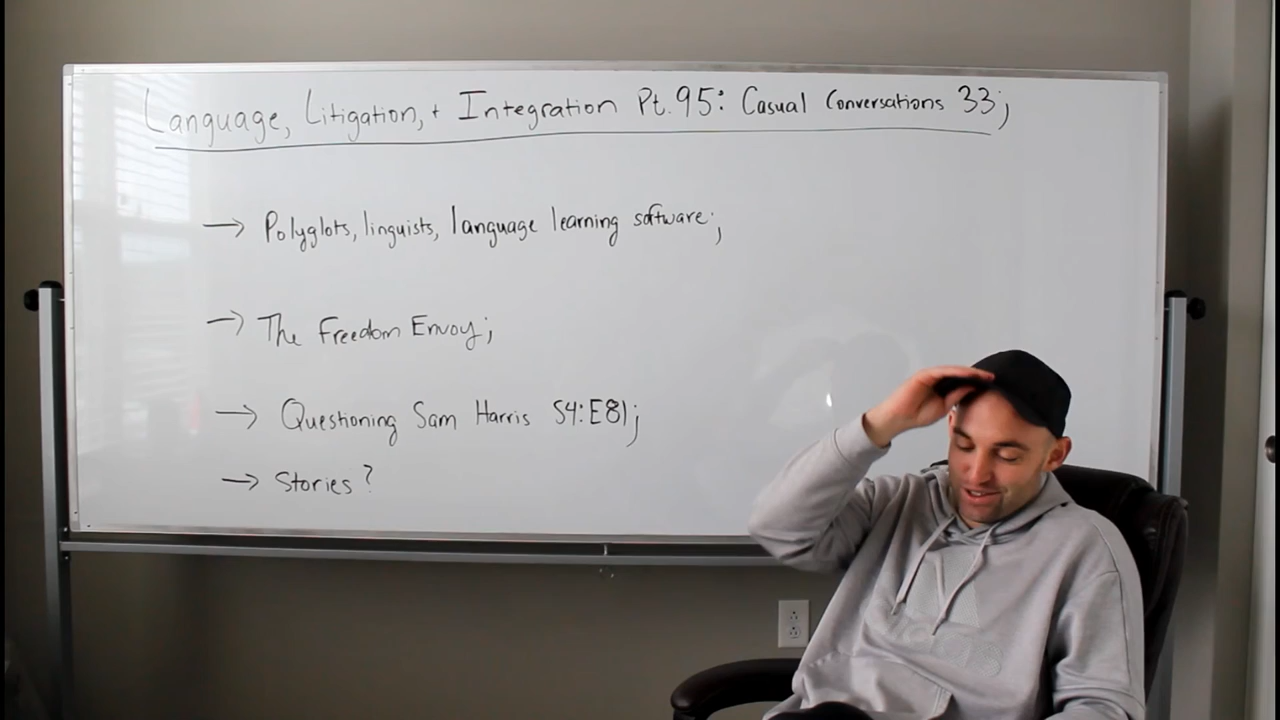 Language, Litigation, + Integration Pt. 95: Casual Conversations 33;
→ Polyglots, linguists, language learning software;
→ The Freedom Envoy;
→ Questioning Sam Harris S4:E81;
→ Stories?